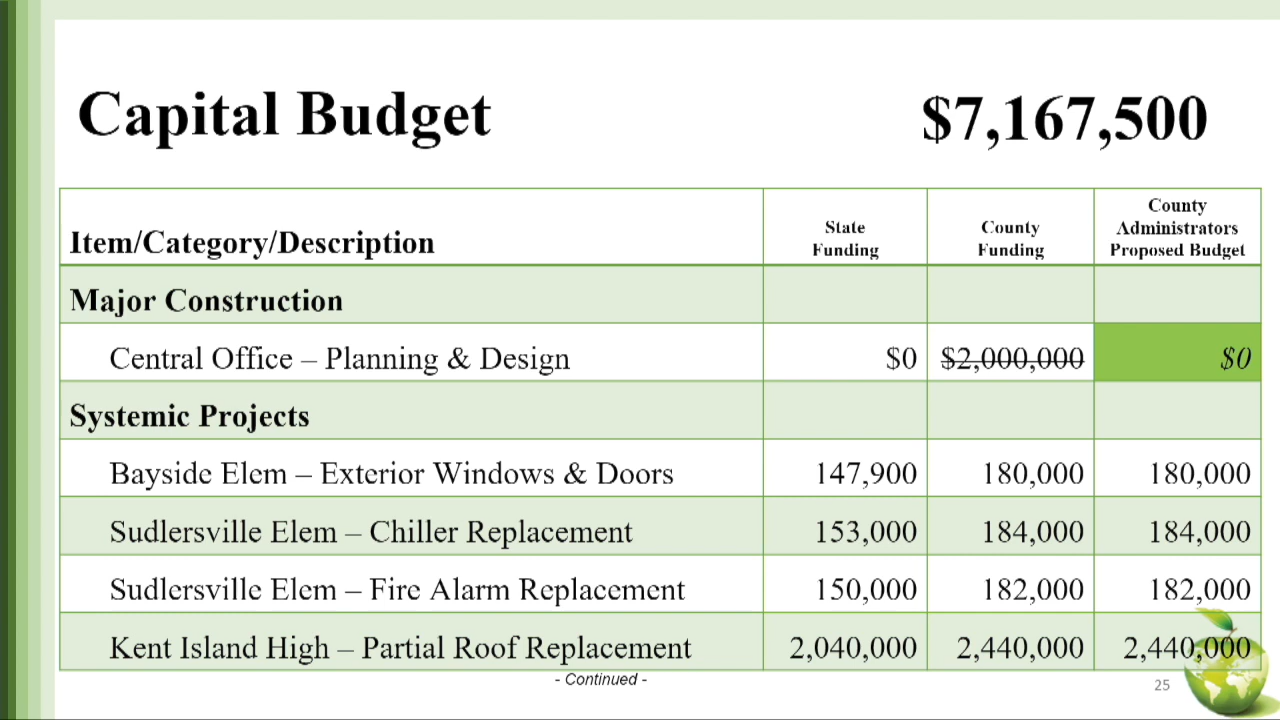 Capital Budget $7,167,500
Item/Category/Description State Funding County Funding County Administrators Proposed Budget
Major Construction
Central Office – Planning & Design $0 $2,000,000 $0
Systemic Projects
Bayside Elem – Exterior Windows & Doors 147,900 180,000 180,000
Sudlersville Elem – Chiller Replacement 153,000 184,000 184,000
Sudlersville Elem – Fire Alarm Replacement 150,000 182,000 182,000
Kent Island High – Partial Roof Replacement 2,040,000 2,440,000 2,440,000
- Continued -
25